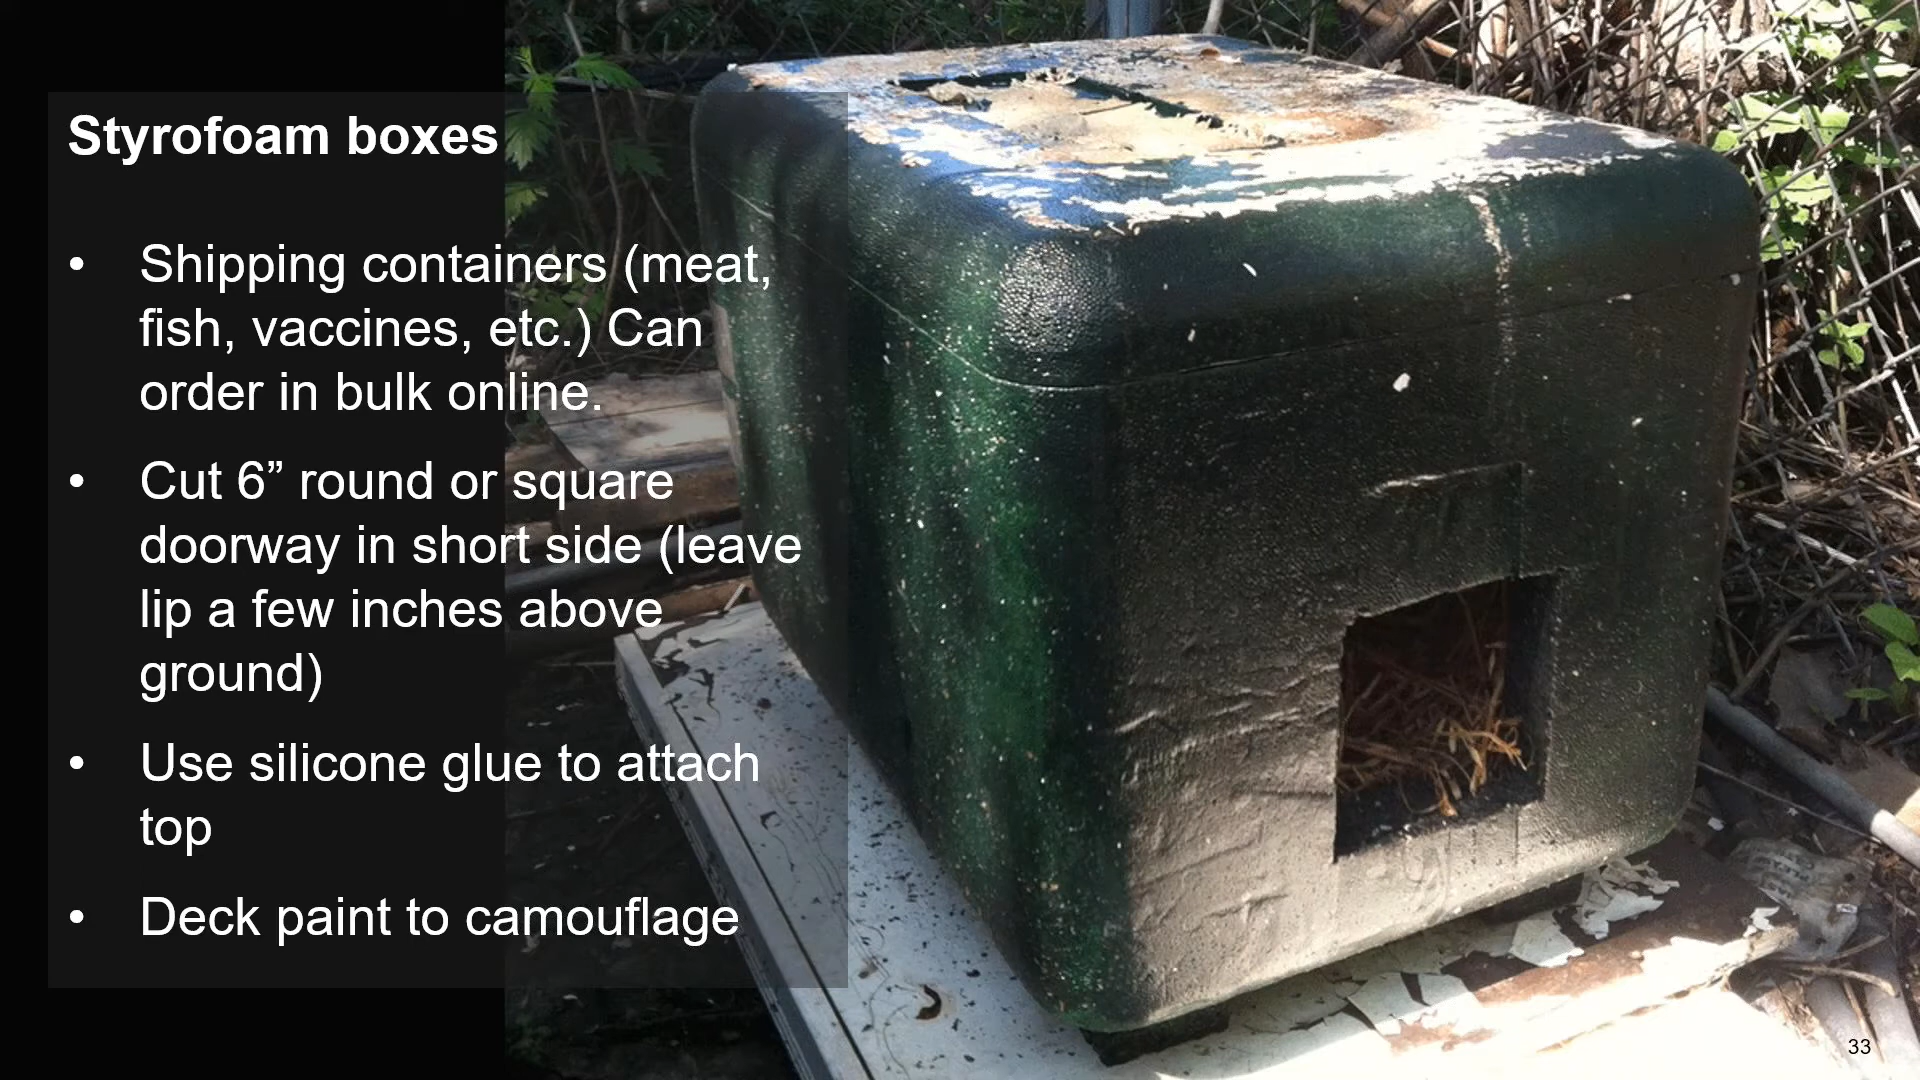 Styrofoam boxes
• Shipping containers (meat,
fish, vaccines, etc.) Can
order in bulk online.
• Cut 6” round or square
doorway in short side (leave
lip a few inches above
ground)
• Use silicone glue to attach
top
• Deck paint to camouflage
33